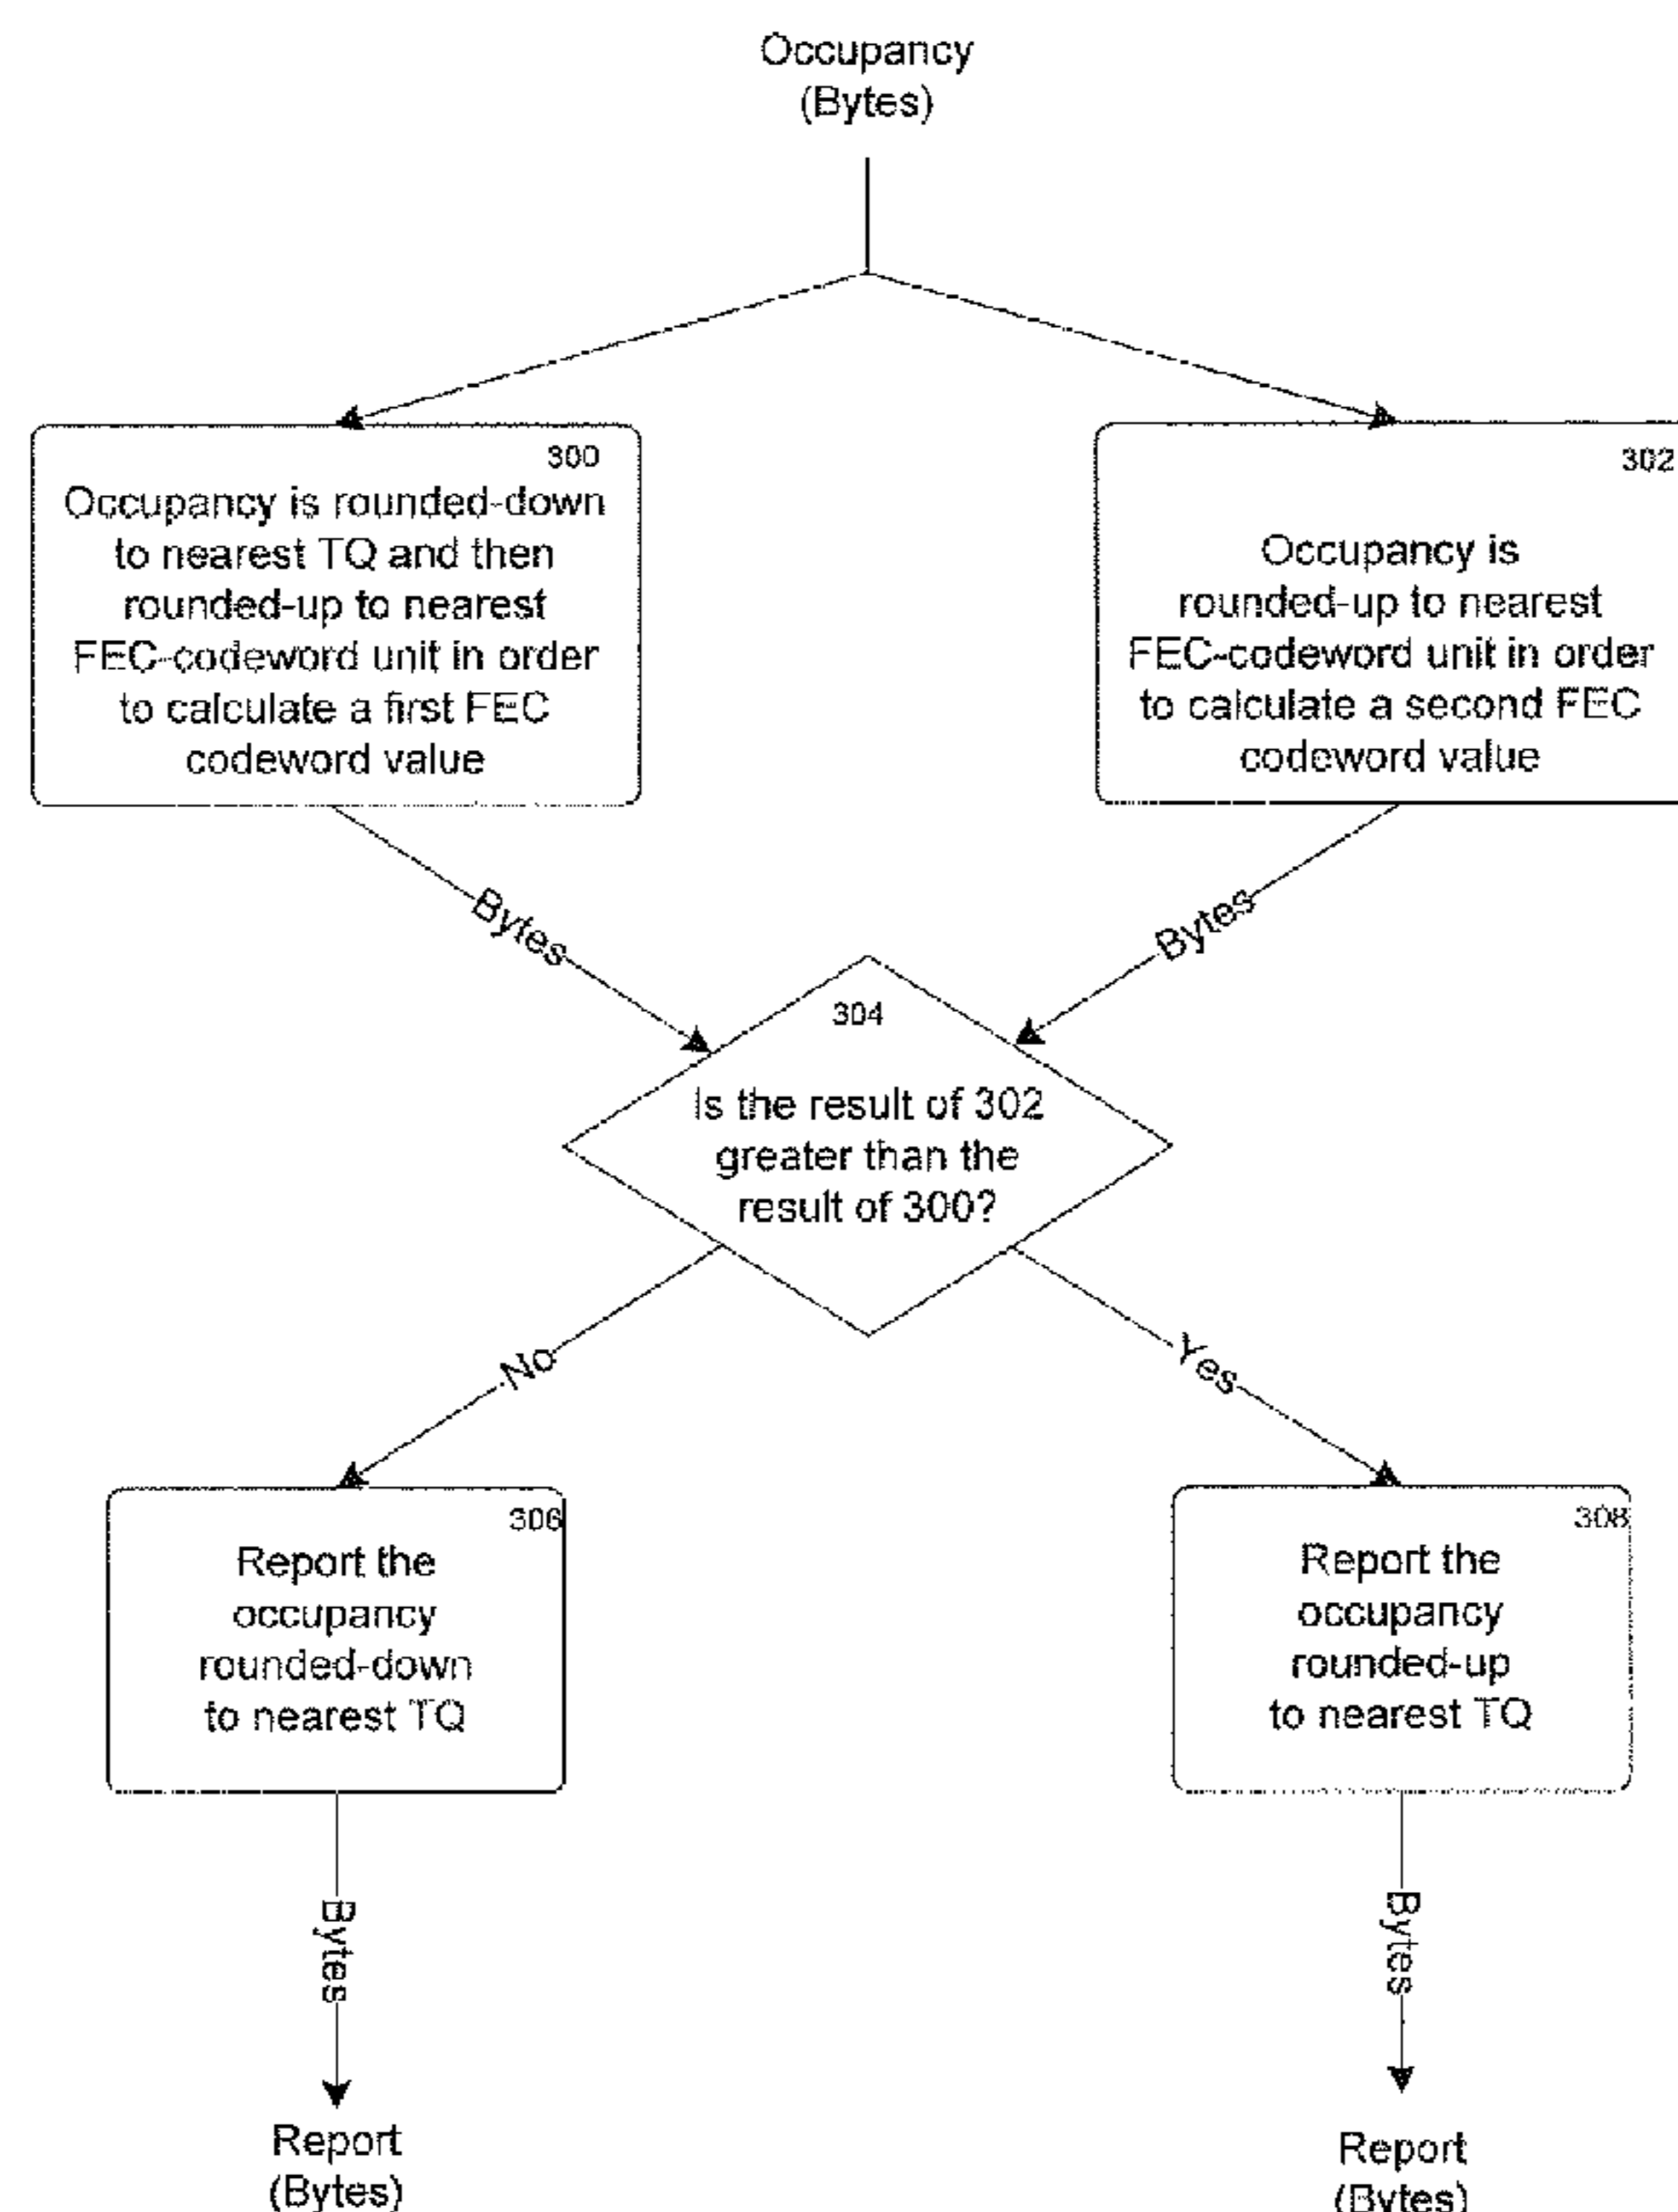 Occupancy
(Bytes)
300
Occupancy is rounded-down
to nearest TQ and then
rounded-up to nearest
FEC-codeword unit in order
to calculate a first FEC
codeword value
302
Occupancy is
rounded-up to nearest
FEC-codeword unit in order
to calculate a second FEC
codeword value
Bytes
Bytes
304
Is the result of 302
greater than the
result of 300?
No
Yes
306
Report the
occupancy
rounded-down
to nearest TQ
308
Report the
occupancy
rounded-up
to nearest TQ
Bytes
Bytes
Report
(Bytes)
Report
(Bytes)